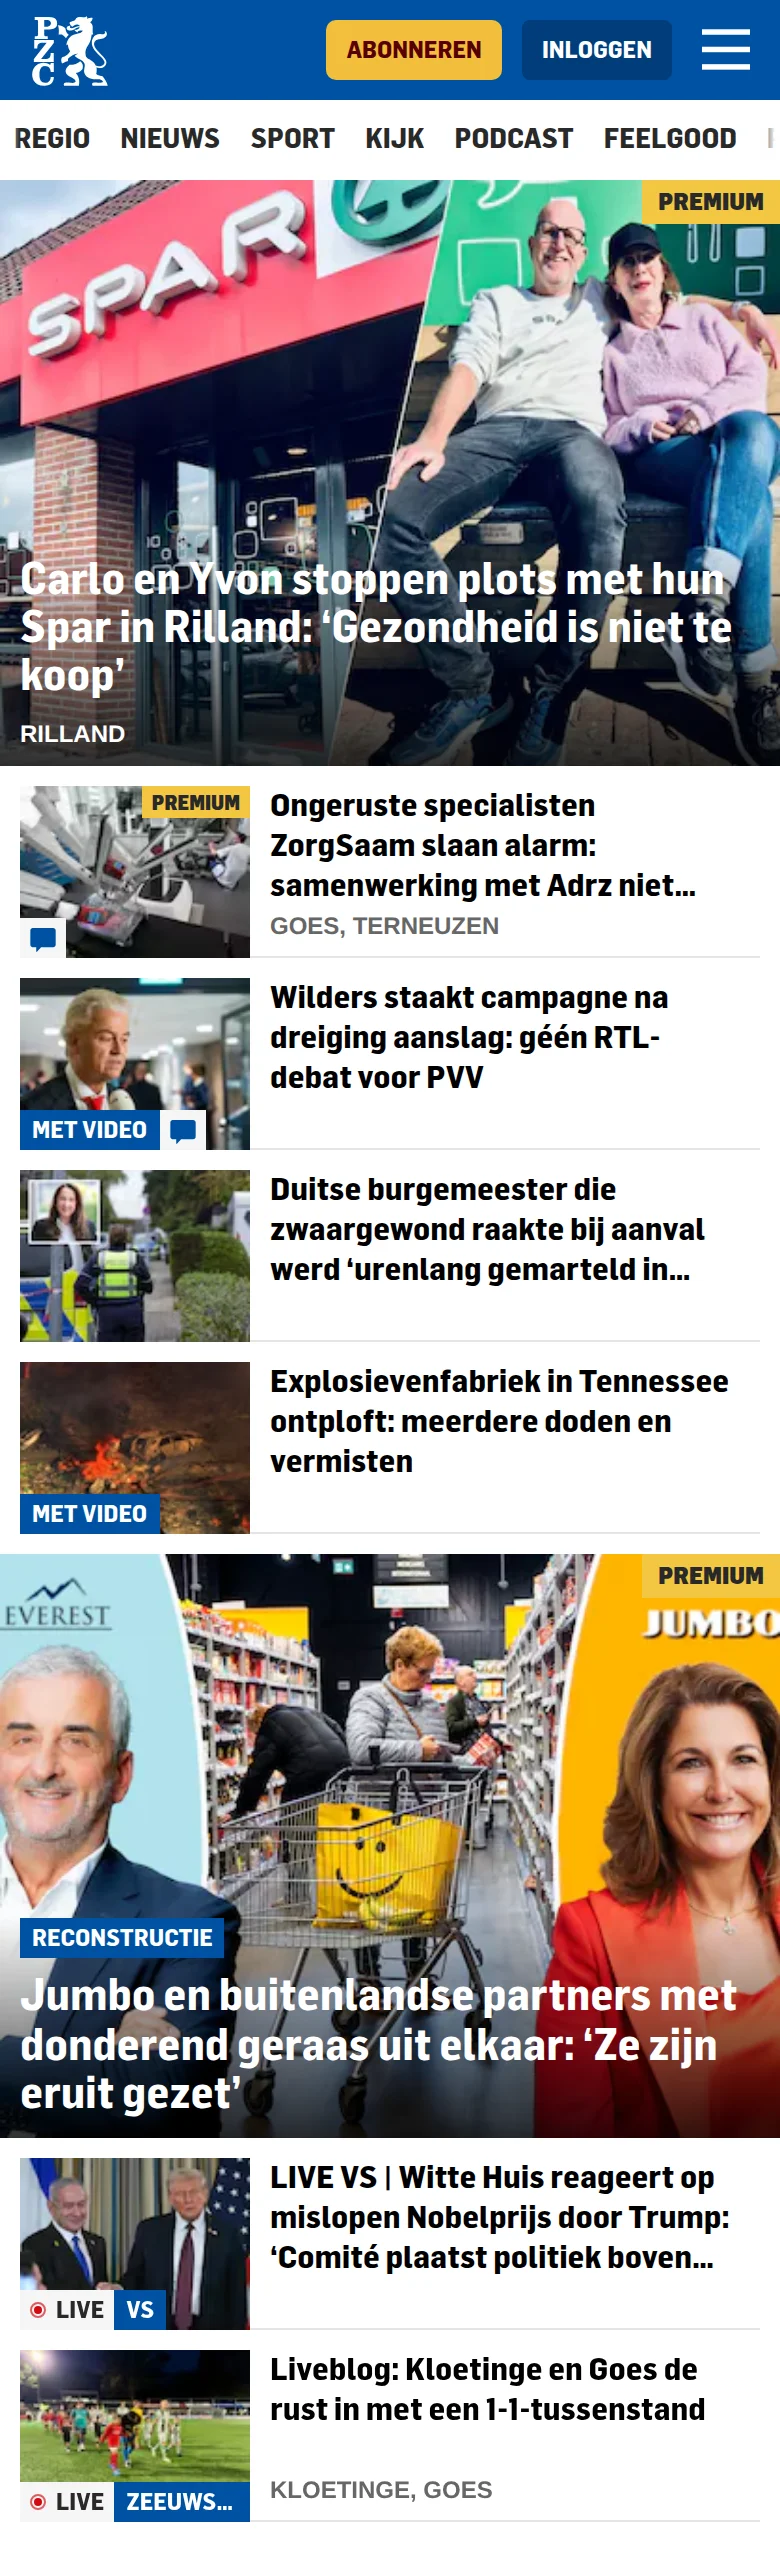 PZC
ABONNEREN
INLOGGEN
REGIO NIEUWS SPORT KIJK PODCAST FEELGOOD
SPAR
PREMIUM
Carlo en Yvon stoppen plots met hun
Spar in Rilland: ‘Gezondheid is niet te
koop’
RILLAND
PREMIUM
Ongeruste specialisten
ZorgSaam slaan alarm:
samenwerking met Adrz niet...
GOES, TERNEUZEN
Wilders staakt campagne na
dreiging aanslag: géén RTL-
debat voor PVV
MET VIDEO
Duitse burgemeester die
zwaargewond raakte bij aanval
werd ‘urenlang gemarteld in...
Explosievenfabriek in Tennessee
ontploft: meerdere doden en
vermisten
MET VIDEO
PREMIUM
EVEREST
JUMBO
RECONSTRUCTIE
Jumbo en buitenlandse partners met
donderend geraas uit elkaar: ‘Ze zijn
eruit gezet’
LIVE VS | Witte Huis reageert op
mislopen Nobelprijs door Trump:
‘Comité plaatst politiek boven...
LIVE VS
Liveblog: Kloetinge en Goes de
rust in met een 1-1-tussenstand
KLOETINGE, GOES
LIVE ZEEUWS...